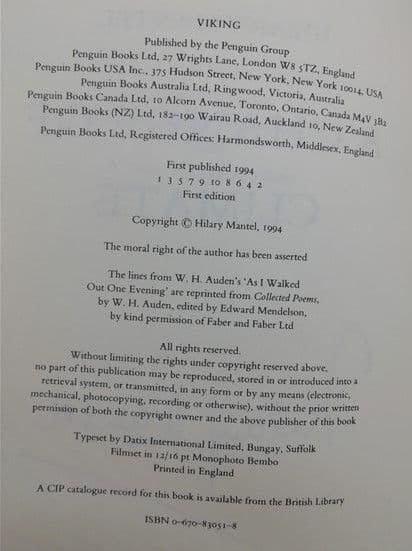 VIKING
Published by the Penguin Group
Penguin Books Ltd, 27 Wrights Lane, London W8 5TZ, England
Penguin Books USA Inc., 375 Hudson Street, New York, New York 10014, USA
Penguin Books Australia Ltd, Ringwood, Victoria, Australia
Penguin Books Canada Ltd, 10 Alcorn Avenue, Toronto, Ontario, Canada M4V 3B2
Penguin Books (NZ) Ltd, 182–190 Wairau Road, Auckland 10, New Zealand
Penguin Books Ltd, Registered Offices: Harmondsworth, Middlesex, England
First published 1994
1 3 5 7 9 10 8 6 4 2
First edition
Copyright © Hilary Mantel, 1994
The moral right of the author has been asserted
The lines from W. H. Auden's 'As I Walked
Out One Evening' are reprinted from Collected Poems,
by W. H. Auden, edited by Edward Mendelson,
by kind permission of Faber and Faber Ltd
All rights reserved.
Without limiting the rights under copyright reserved above,
no part of this publication may be reproduced, stored in or introduced into a
retrieval system, or transmitted, in any form or by any means (electronic,
mechanical, photocopying, recording or otherwise), without the prior written
permission of both the copyright owner and the above publisher of this book
Typeset by Datix International Limited, Bungay, Suffolk
Filmset in 12/16 pt Monophoto Bembo
Printed in England
A CIP catalogue record for this book is available from the British Library
ISBN 0–670–83051–8